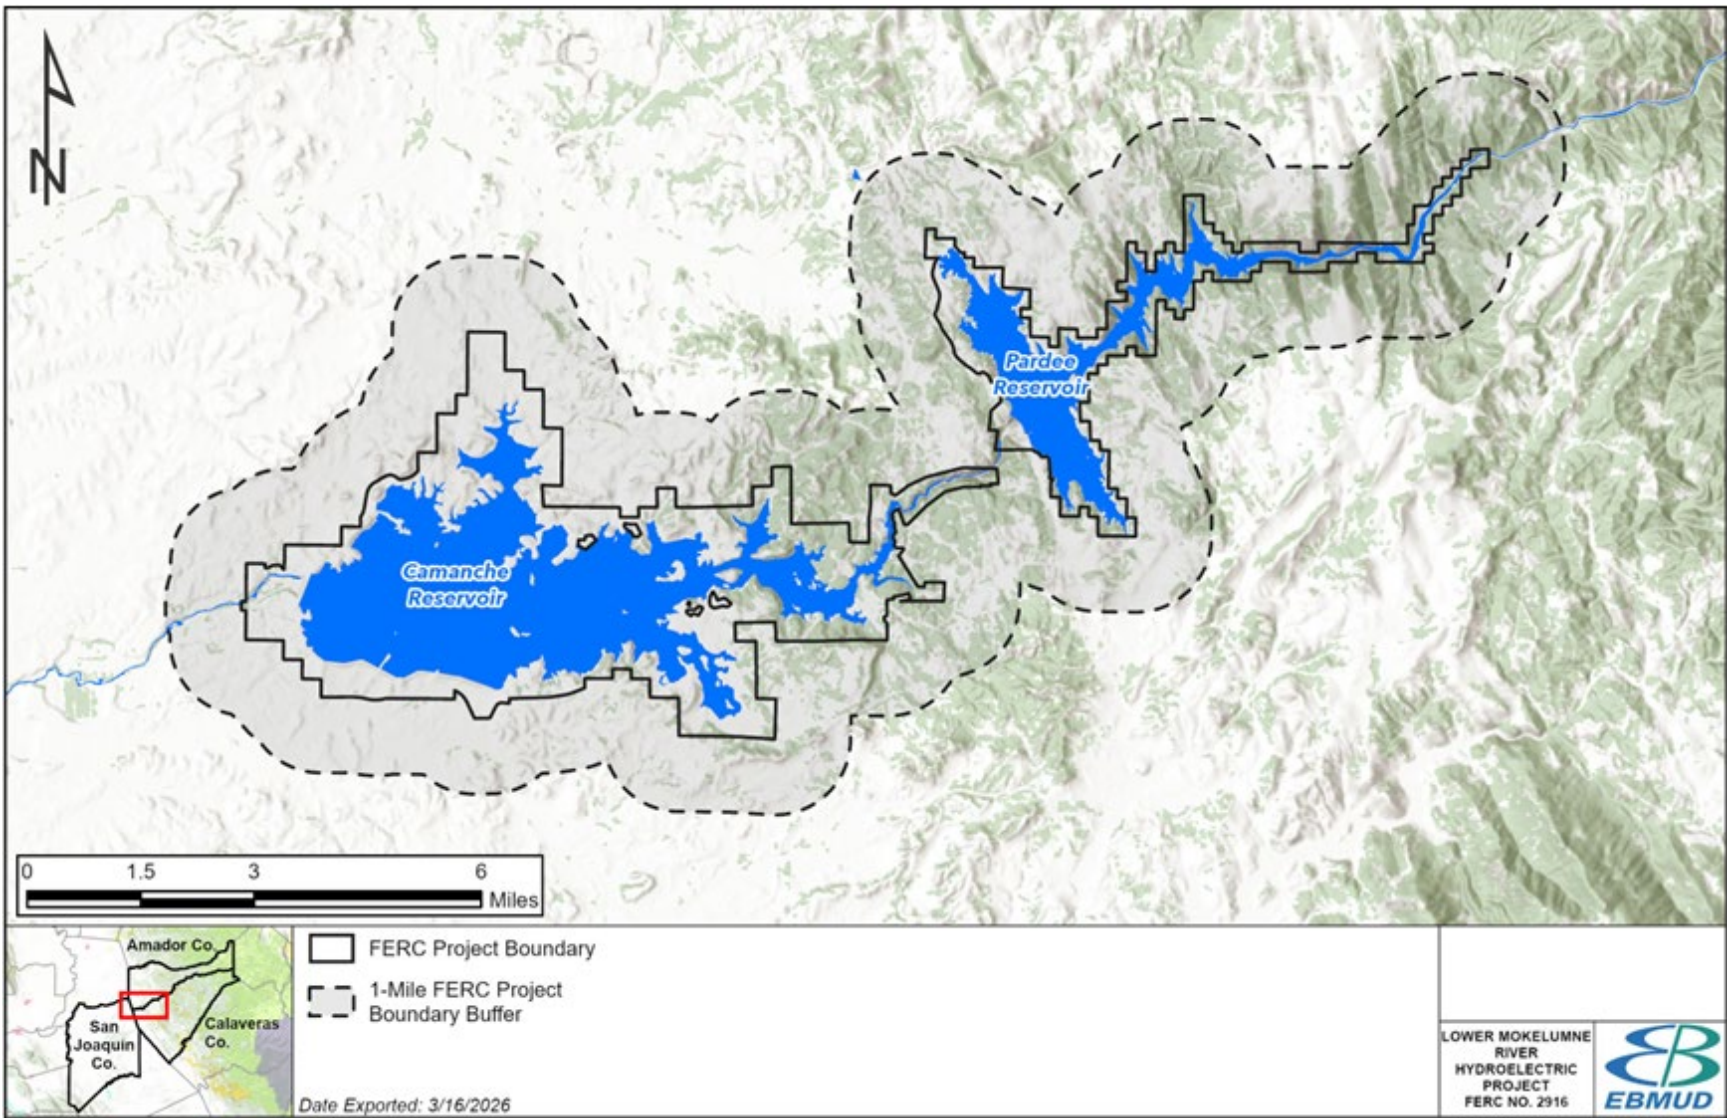 N
Pardee
Reservoir
Camanche
Reservoir
0 1.5 3 6
Miles
Amador Co.
San
Joaquin
Co.
Calaveras
Co.
FERC Project Boundary
1-Mile FERC Project
Boundary Buffer
Date Exported: 3/16/2026
LOWER MOKELUMNE
RIVER
HYDROELECTRIC
PROJECT
FERC NO. 2916
EBMUD